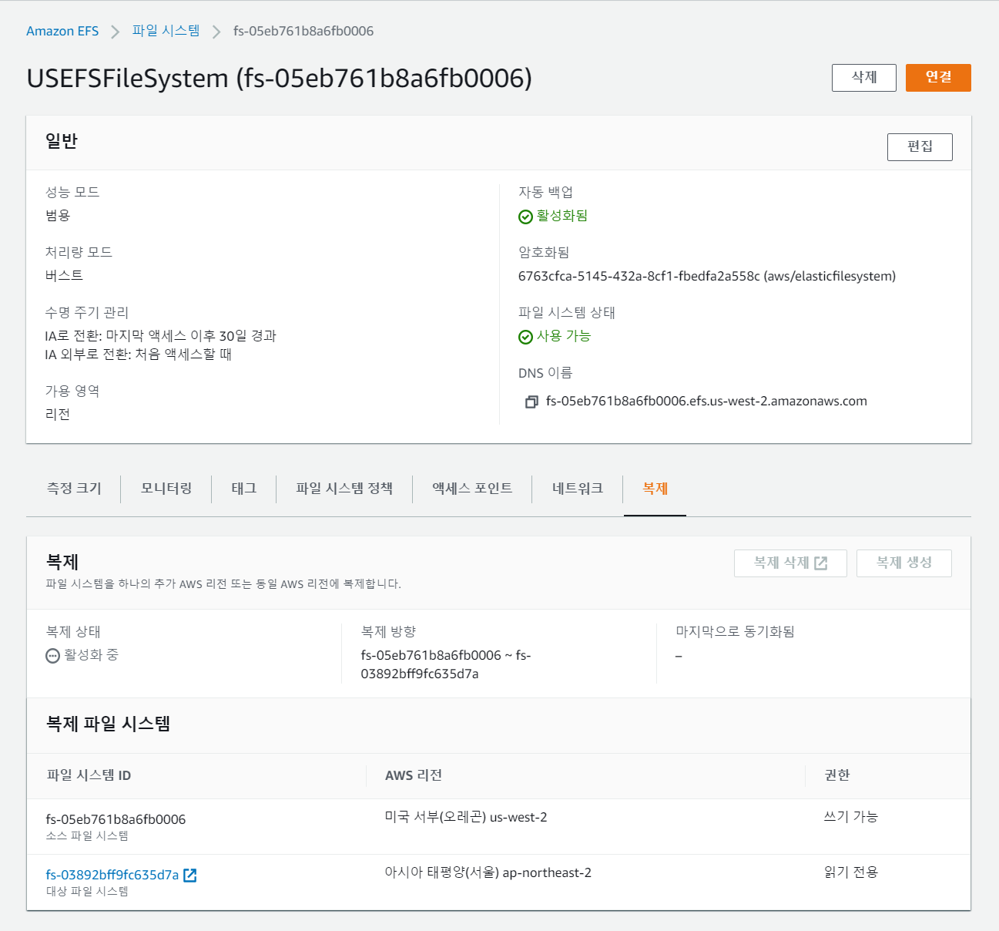 Amazon EFS > 파일 시스템 > fs-05eb761b8a6fb0006
USEFSFileSystem (fs-05eb761b8a6fb0006)
삭제 연결
일반
편집
성능 모드
범용
처리량 모드
버스트
수명 주기 관리
IA로 전환: 마지막 액세스 이후 30일 경과
IA 외부로 전환: 처음 액세스할 때
가용 영역
리전
자동 백업
활성화됨
암호화됨
6763cfca-5145-432a-8cf1-fbedfa2a558c (aws/elasticfilesystem)
파일 시스템 상태
사용 가능
DNS 이름
fs-05eb761b8a6fb0006.efs.us-west-2.amazonaws.com
측정 크기 모니터링 태그 파일 시스템 정책 액세스 포인트 네트워크 복제
복제
파일 시스템을 하나의 추가 AWS 리전 또는 동일 AWS 리전에 복제합니다.
복제 삭제 복제 생성
복제 상태
활성화 중
복제 방향
fs-05eb761b8a6fb0006 ~ fs-
03892bff9fc635d7a
마지막으로 동기화됨
–
복제 파일 시스템
파일 시스템 ID AWS 리전 권한
fs-05eb761b8a6fb0006 미국 서부(오레곤) us-west-2 쓰기 가능
소스 파일 시스템
fs-03892bff9fc635d7a 아시아 태평양(서울) ap-northeast-2 읽기 전용
대상 파일 시스템